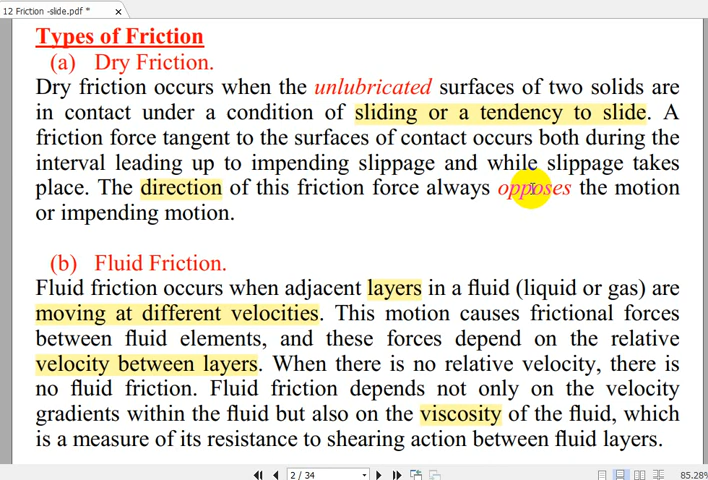 12 Friction -slide.pdf * ×
Types of Friction
(a) Dry Friction.
Dry friction occurs when the unlubricated surfaces of two solids are
in contact under a condition of sliding or a tendency to slide. A
friction force tangent to the surfaces of contact occurs both during the
interval leading up to impending slippage and while slippage takes
place. The direction of this friction force always opposes the motion
or impending motion.
(b) Fluid Friction.
Fluid friction occurs when adjacent layers in a fluid (liquid or gas) are
moving at different velocities. This motion causes frictional forces
between fluid elements, and these forces depend on the relative
velocity between layers. When there is no relative velocity, there is
no fluid friction. Fluid friction depends not only on the velocity
gradients within the fluid but also on the viscosity of the fluid, which
is a measure of its resistance to shearing action between fluid layers.
2 / 34 85.28%